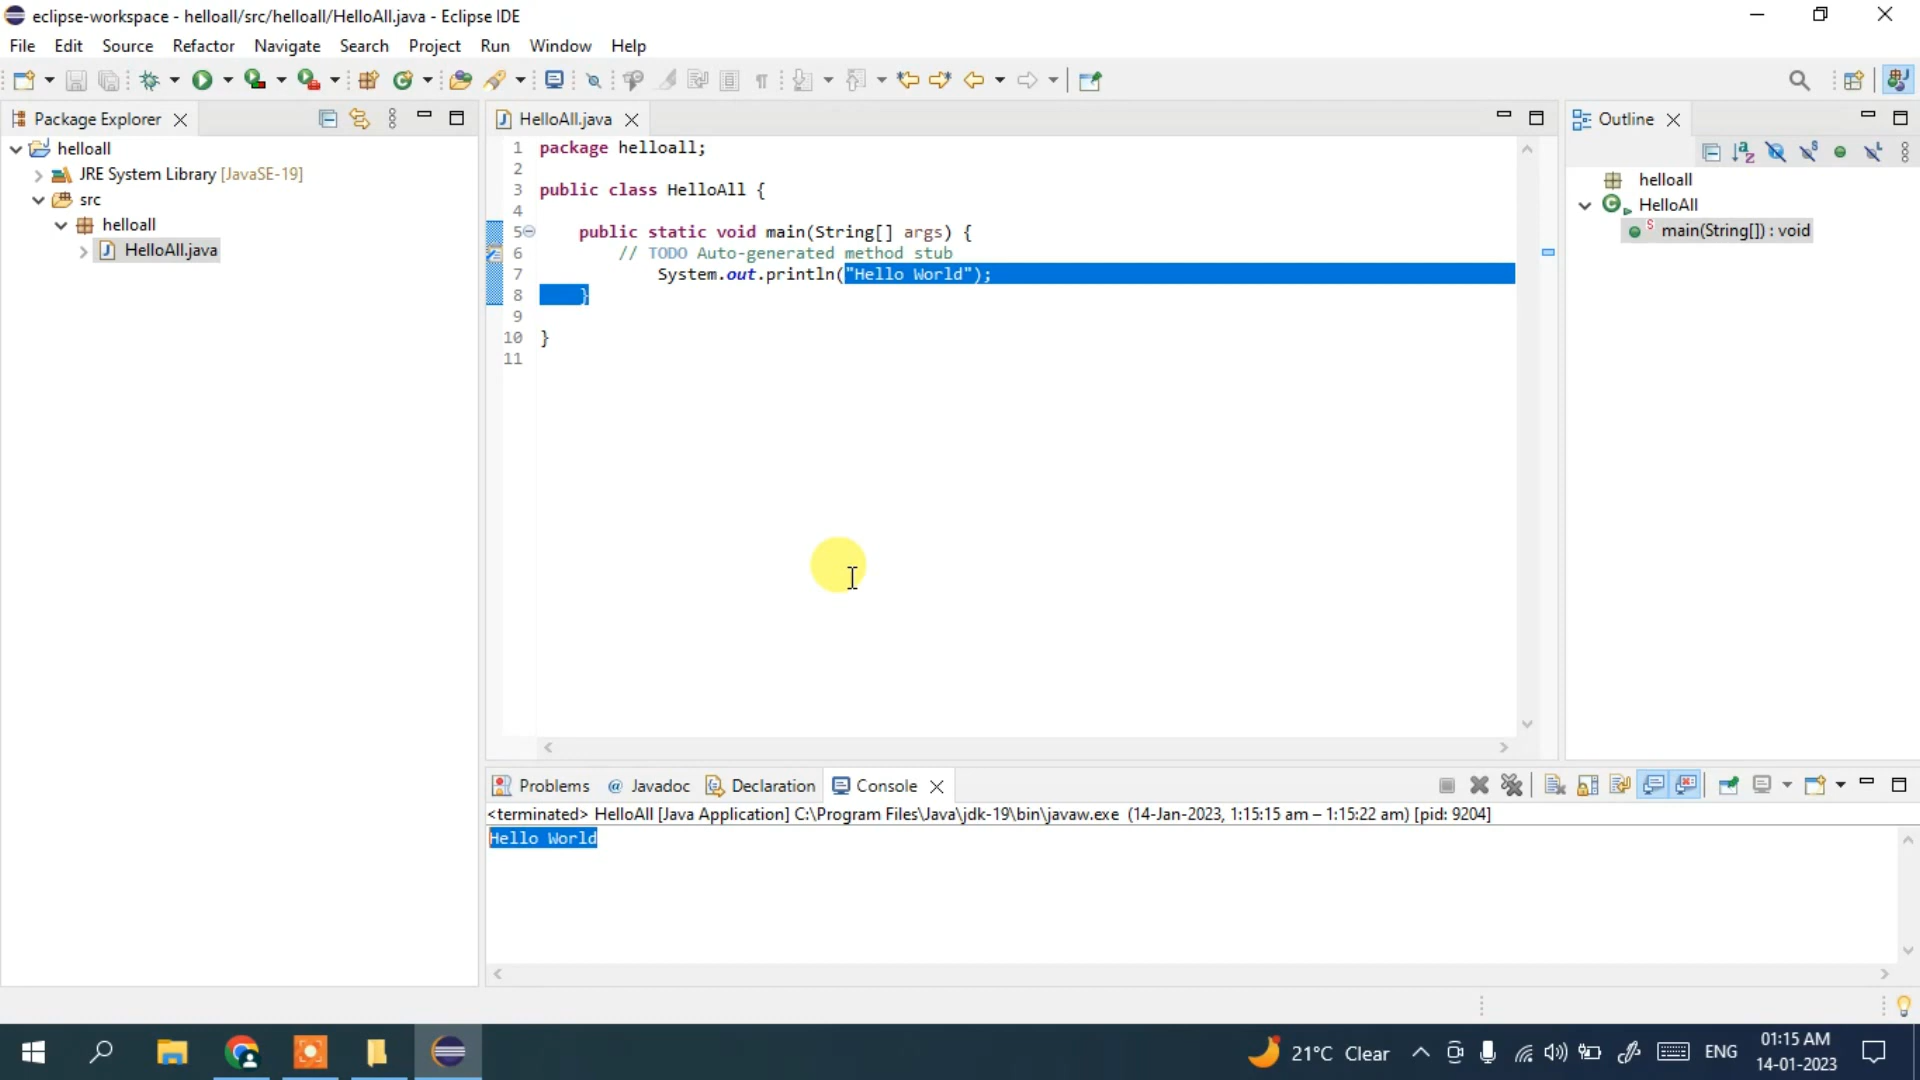 eclipse-workspace - helloall/src/helloall/HelloAll.java - Eclipse IDE
File Edit Source Refactor Navigate Search Project Run Window Help
Package Explorer
helloall
JRE System Library [JavaSE-19]
src
helloall
HelloAll.java
HelloAll.java
1 package helloall;
2
3 public class HelloAll {
4
5 public static void main(String[] args) {
6 // TODO Auto-generated method stub
7 System.out.println("Hello World");
8 }
9
10 }
11
Outline
helloall
HelloAll
main(String[]) : void
Problems Javadoc Declaration Console
<terminated> HelloAll [Java Application] C:\Program Files\Java\jdk-19\bin\javaw.exe (14-Jan-2023, 1:15:15 am – 1:15:22 am) [pid: 9204]
Hello World
21°C Clear
ENG
01:15 AM
14-01-2023